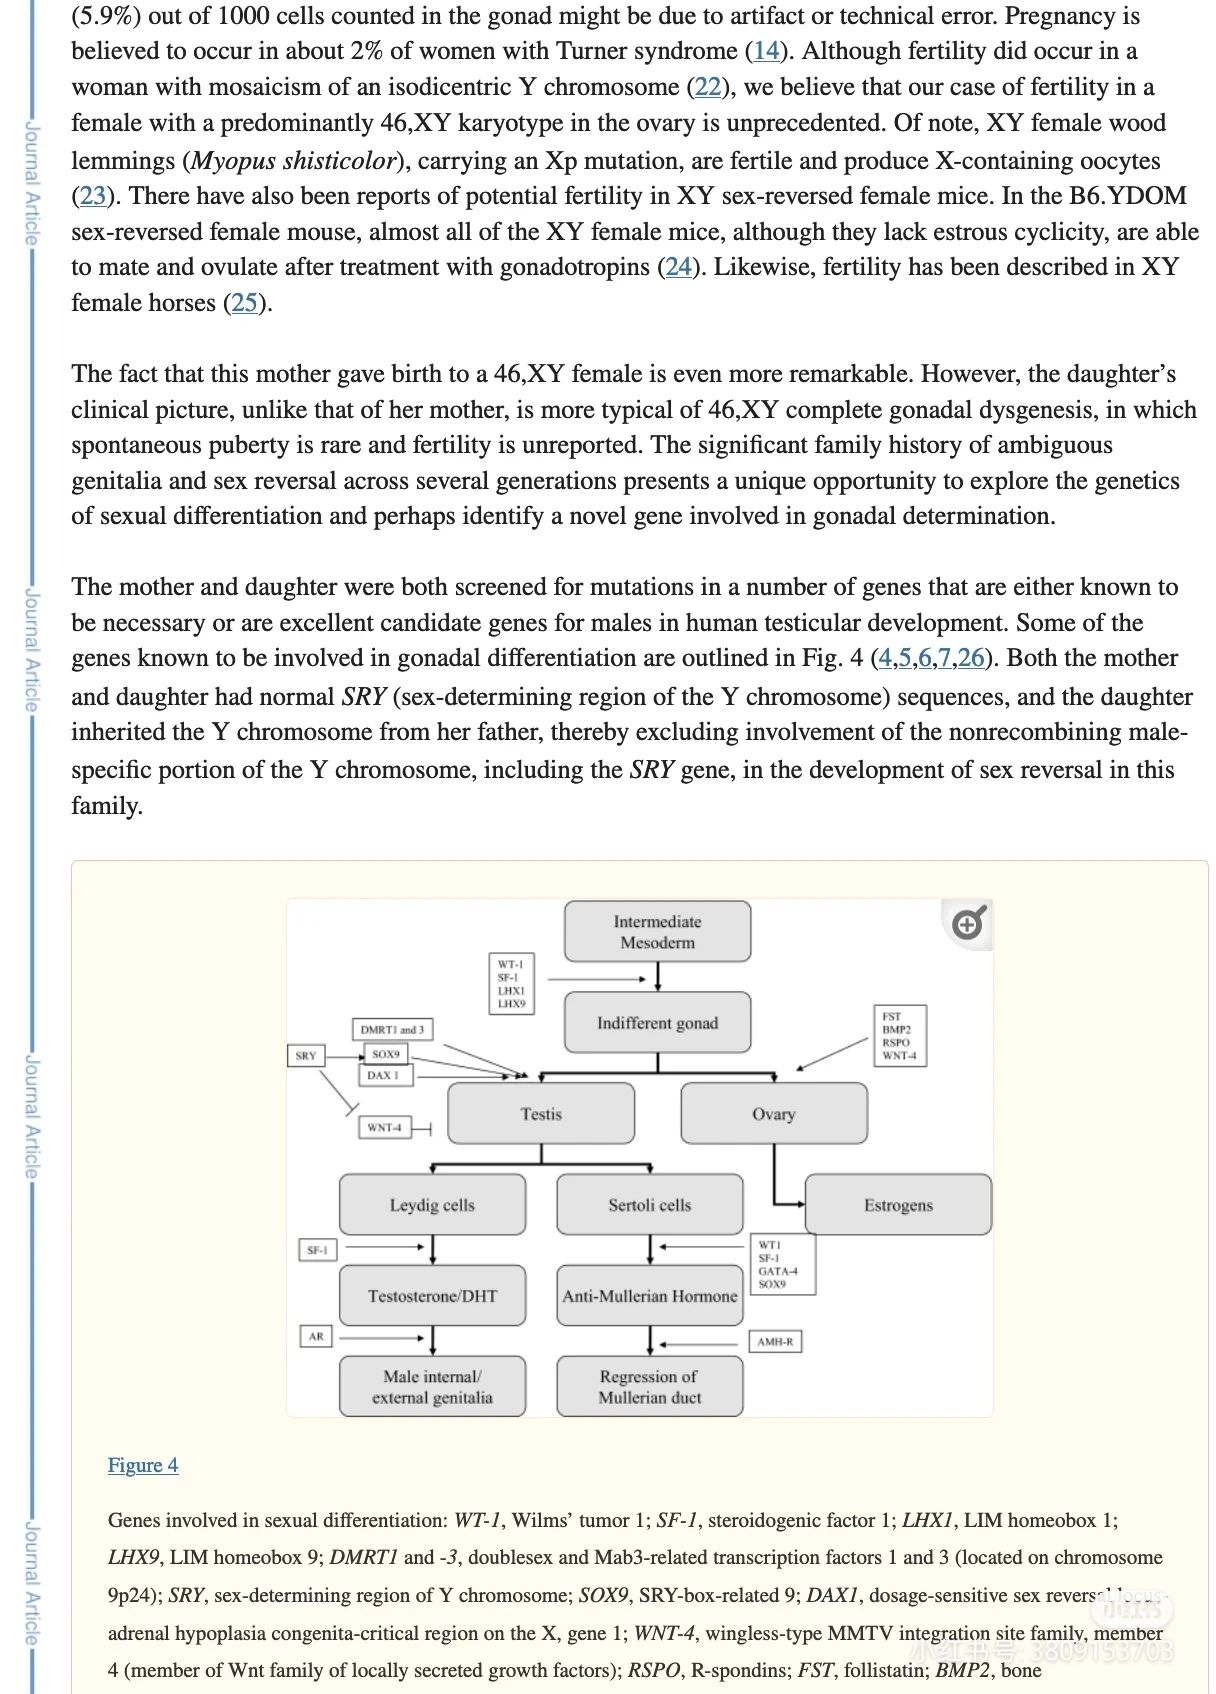 (5.9%) out of 1000 cells counted in the gonad might be due to artifact or technical error. Pregnancy is
believed to occur in about 2% of women with Turner syndrome (14). Although fertility did occur in a
woman with mosaicism of an isodicentric Y chromosome (22), we believe that our case of fertility in a
female with a predominantly 46,XY karyotype in the ovary is unprecedented. Of note, XY female wood
lemmings (Myopus shisticolor), carrying an Xp mutation, are fertile and produce X-containing oocytes
(23). There have also been reports of potential fertility in XY sex-reversed female mice. In the B6.YDOM
sex-reversed female mouse, almost all of the XY female mice, although they lack estrous cyclicity, are able
to mate and ovulate after treatment with gonadotropins (24). Likewise, fertility has been described in XY
female horses (25).
The fact that this mother gave birth to a 46,XY female is even more remarkable. However, the daughter's
clinical picture, unlike that of her mother, is more typical of 46,XY complete gonadal dysgenesis, in which
spontaneous puberty is rare and fertility is unreported. The significant family history of ambiguous
genitalia and sex reversal across several generations presents a unique opportunity to explore the genetics
of sexual differentiation and perhaps identify a novel gene involved in gonadal determination.
The mother and daughter were both screened for mutations in a number of genes that are either known to
be necessary or are excellent candidate genes for males in human testicular development. Some of the
genes known to be involved in gonadal differentiation are outlined in Fig. 4 (4,5,6,7,26). Both the mother
and daughter had normal SRY (sex-determining region of the Y chromosome) sequences, and the daughter
inherited the Y chromosome from her father, thereby excluding involvement of the nonrecombining male-
specific portion of the Y chromosome, including the SRY gene, in the development of sex reversal in this
family.
Journal Article
Journal Article
Journal Article
Journal Article
Intermediate
Mesoderm
WT-1
SF-1
LHX1
LHX9
Indifferent gonad
FST
BMP2
RSPO
WNT-4
DMRT1 and 3
SRY
SOX9
DAX 1
WNT-4
Testis
Ovary
Leydig cells
Sertoli cells
Estrogens
SF-1
WT1
SF-1
GATA-4
SOX9
Testosterone/DHT
Anti-Mullerian Hormone
AR
AMH-R
Male internal/
external genitalia
Regression of
Mullerian duct
Figure 4
Genes involved in sexual differentiation: WT-1, Wilms' tumor 1; SF-1, steroidogenic factor 1; LHX1, LIM homeobox 1;
LHX9, LIM homeobox 9; DMRT1 and -3, doublesex and Mab3-related transcription factors 1 and 3 (located on chromosome
9p24); SRY, sex-determining region of Y chromosome; SOX9, SRY-box-related 9; DAX1, dosage-sensitive sex reversal locus-
adrenal hypoplasia congenita-critical region on the X, gene 1; WNT-4, wingless-type MMTV integration site family, member
4 (member of Wnt family of locally secreted growth factors); RSPO, R-spondins; FST, follistatin; BMP2, bone
小红书
小红书号: 3809153703